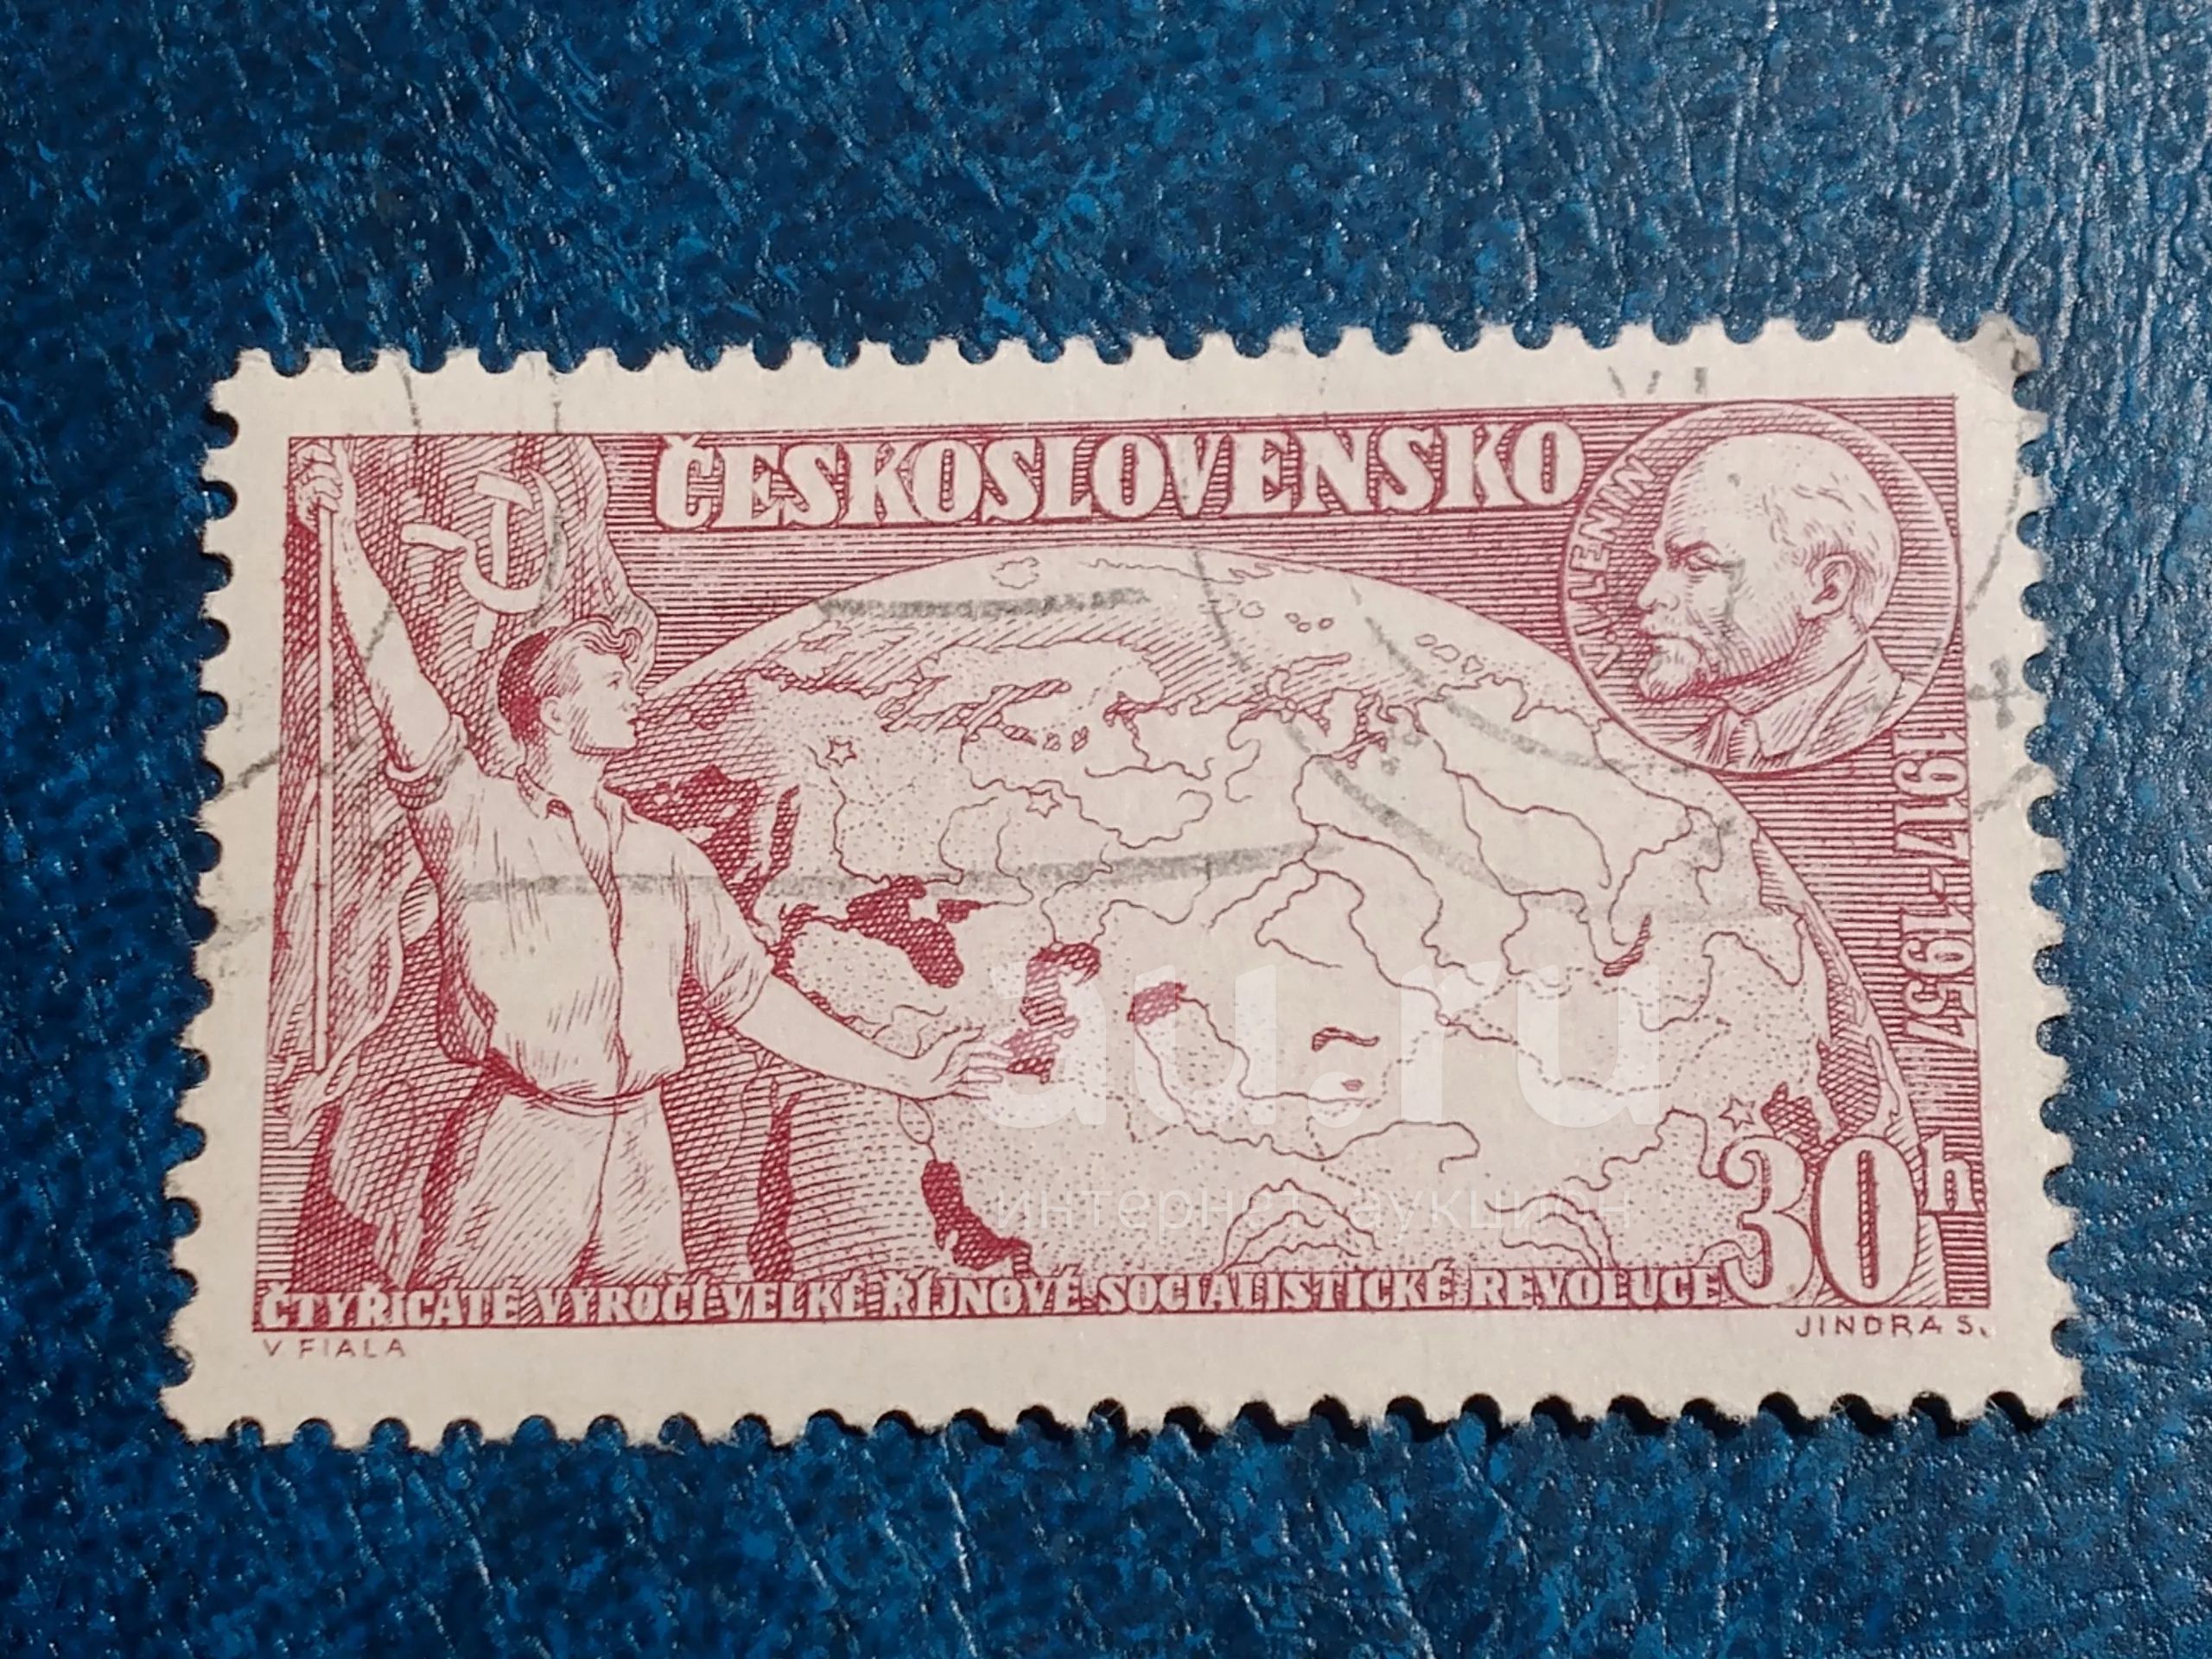 ČESKOSLOVENSKO
V. I. LENIN
1917-1957
au.ru
интернет аукцион
30h
ČTYŘICÁTÉ VÝROČÍ VELKÉ ŘÍJNOVÉ SOCIALISTICKÉ REVOLUCE
V. FIALA
JINDRA S.